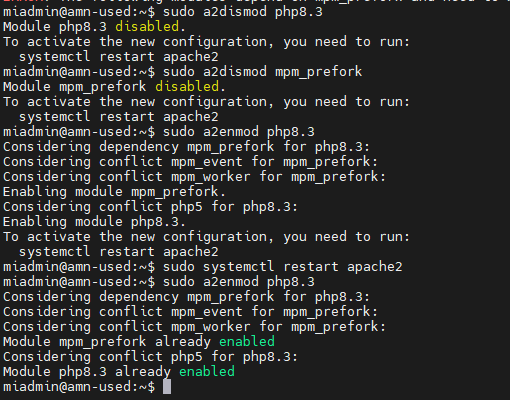 miadmin@amn-used:~$ sudo a2dismod php8.3
Module php8.3 disabled.
To activate the new configuration, you need to run:
  systemctl restart apache2
miadmin@amn-used:~$ sudo a2dismod mpm_prefork
Module mpm_prefork disabled.
To activate the new configuration, you need to run:
  systemctl restart apache2
miadmin@amn-used:~$ sudo a2enmod php8.3
Considering dependency mpm_prefork for php8.3:
Considering conflict mpm_event for mpm_prefork:
Considering conflict mpm_worker for mpm_prefork:
Enabling module mpm_prefork.
Considering conflict php5 for php8.3:
Enabling module php8.3.
To activate the new configuration, you need to run:
  systemctl restart apache2
miadmin@amn-used:~$ sudo systemctl restart apache2
miadmin@amn-used:~$ sudo a2enmod php8.3
Considering dependency mpm_prefork for php8.3:
Considering conflict mpm_event for mpm_prefork:
Considering conflict mpm_worker for mpm_prefork:
Module mpm_prefork already enabled
Considering conflict php5 for php8.3:
Module php8.3 already enabled
miadmin@amn-used:~$